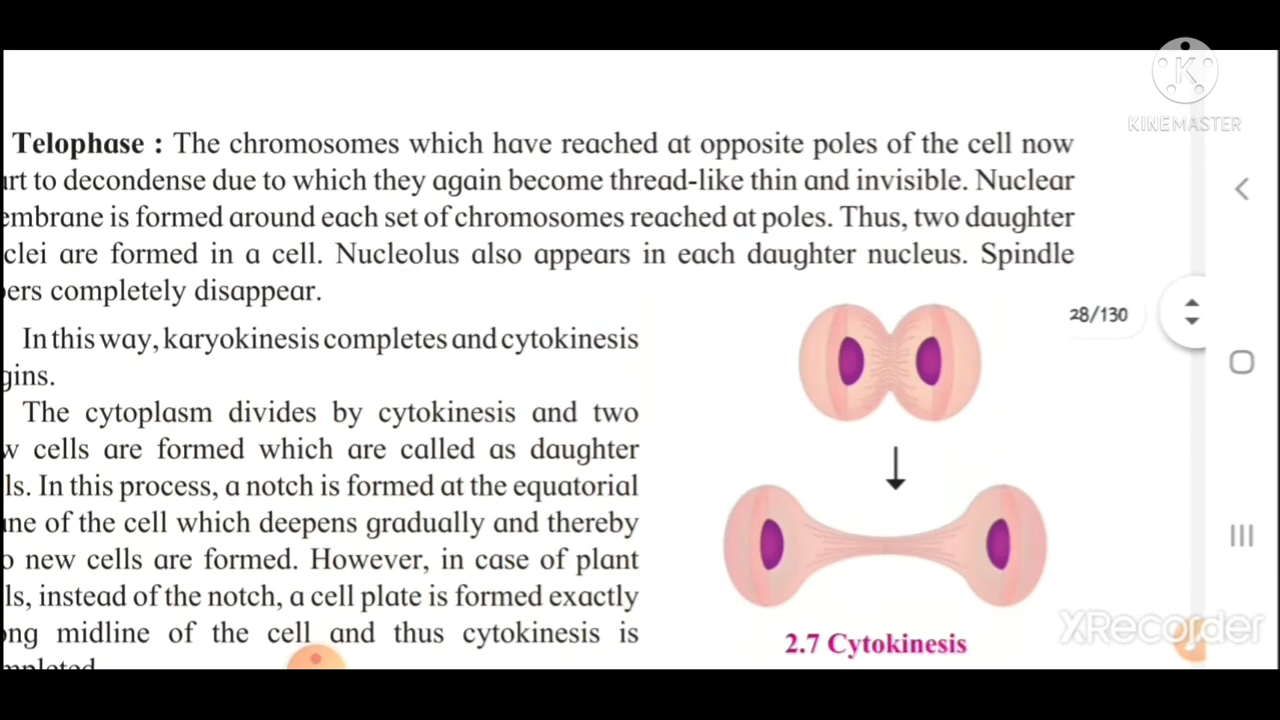 Telophase : The chromosomes which have reached at opposite poles of the cell now
to decondense due to which they again become thread-like thin and invisible. Nuclear
is formed around each set of chromosomes reached at poles. Thus, two daughter
are formed in a cell. Nucleolus also appears in each daughter nucleus. Spindle
completely disappear.
In this way, karyokinesis completes and cytokinesis
The cytoplasm divides by cytokinesis and two
cells are formed which are called as daughter
In this process, a notch is formed at the equatorial
of the cell which deepens gradually and thereby
new cells are formed. However, in case of plant
instead of the notch, a cell plate is formed exactly
midline of the cell and thus cytokinesis is
2.7 Cytokinesis
28/130
K
KINEMASTER
XRecorder